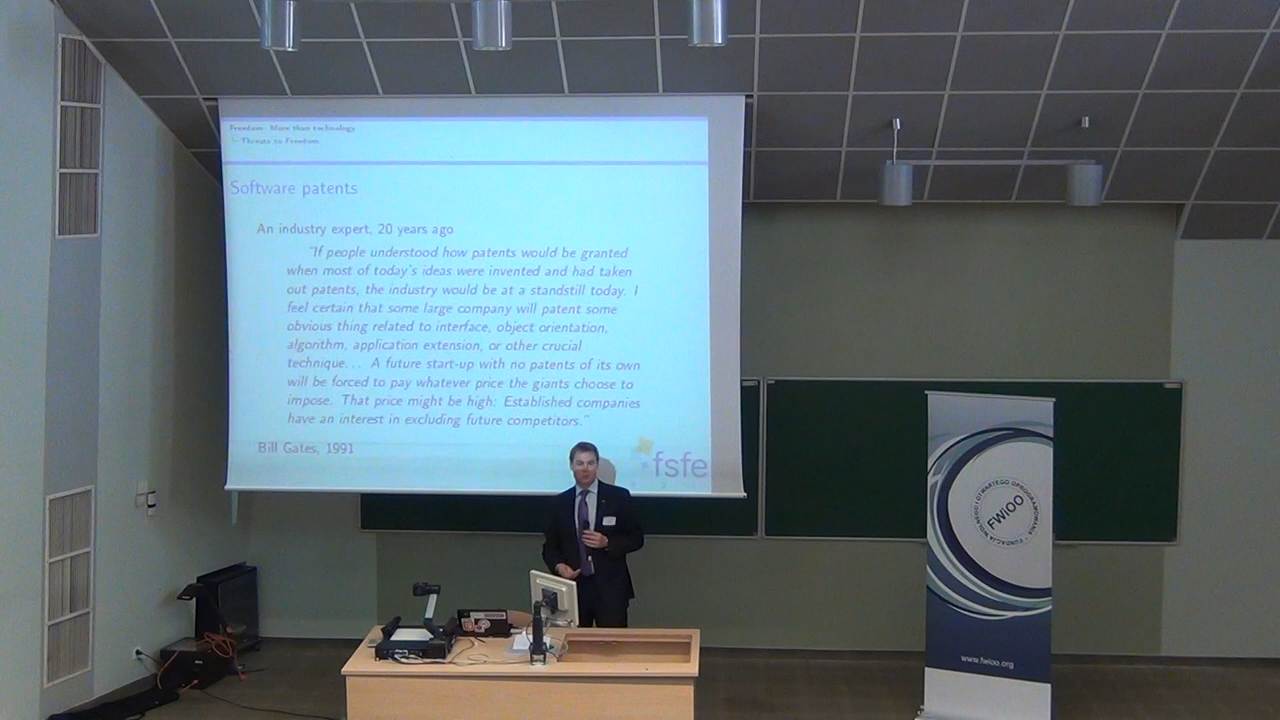 Freedom: More than technology
Threats to Freedom
Software patents
An industry expert, 20 years ago
"If people understood how patents would be granted
when most of today's ideas were invented and had taken
out patents, the industry would be at a standstill today. I
feel certain that some large company will patent some
obvious thing related to interface, object orientation,
algorithm, application extension, or other crucial
technique... A future start-up with no patents of its own
will be forced to pay whatever price the giants choose to
impose. That price might be high: Established companies
have an interest in excluding future competitors."
Bill Gates, 1991
fsfe
FUNDACJA WOLNEGO I OTWARTEGO OPROGRAMOWANIA
FWiOO
www.fwioo.org